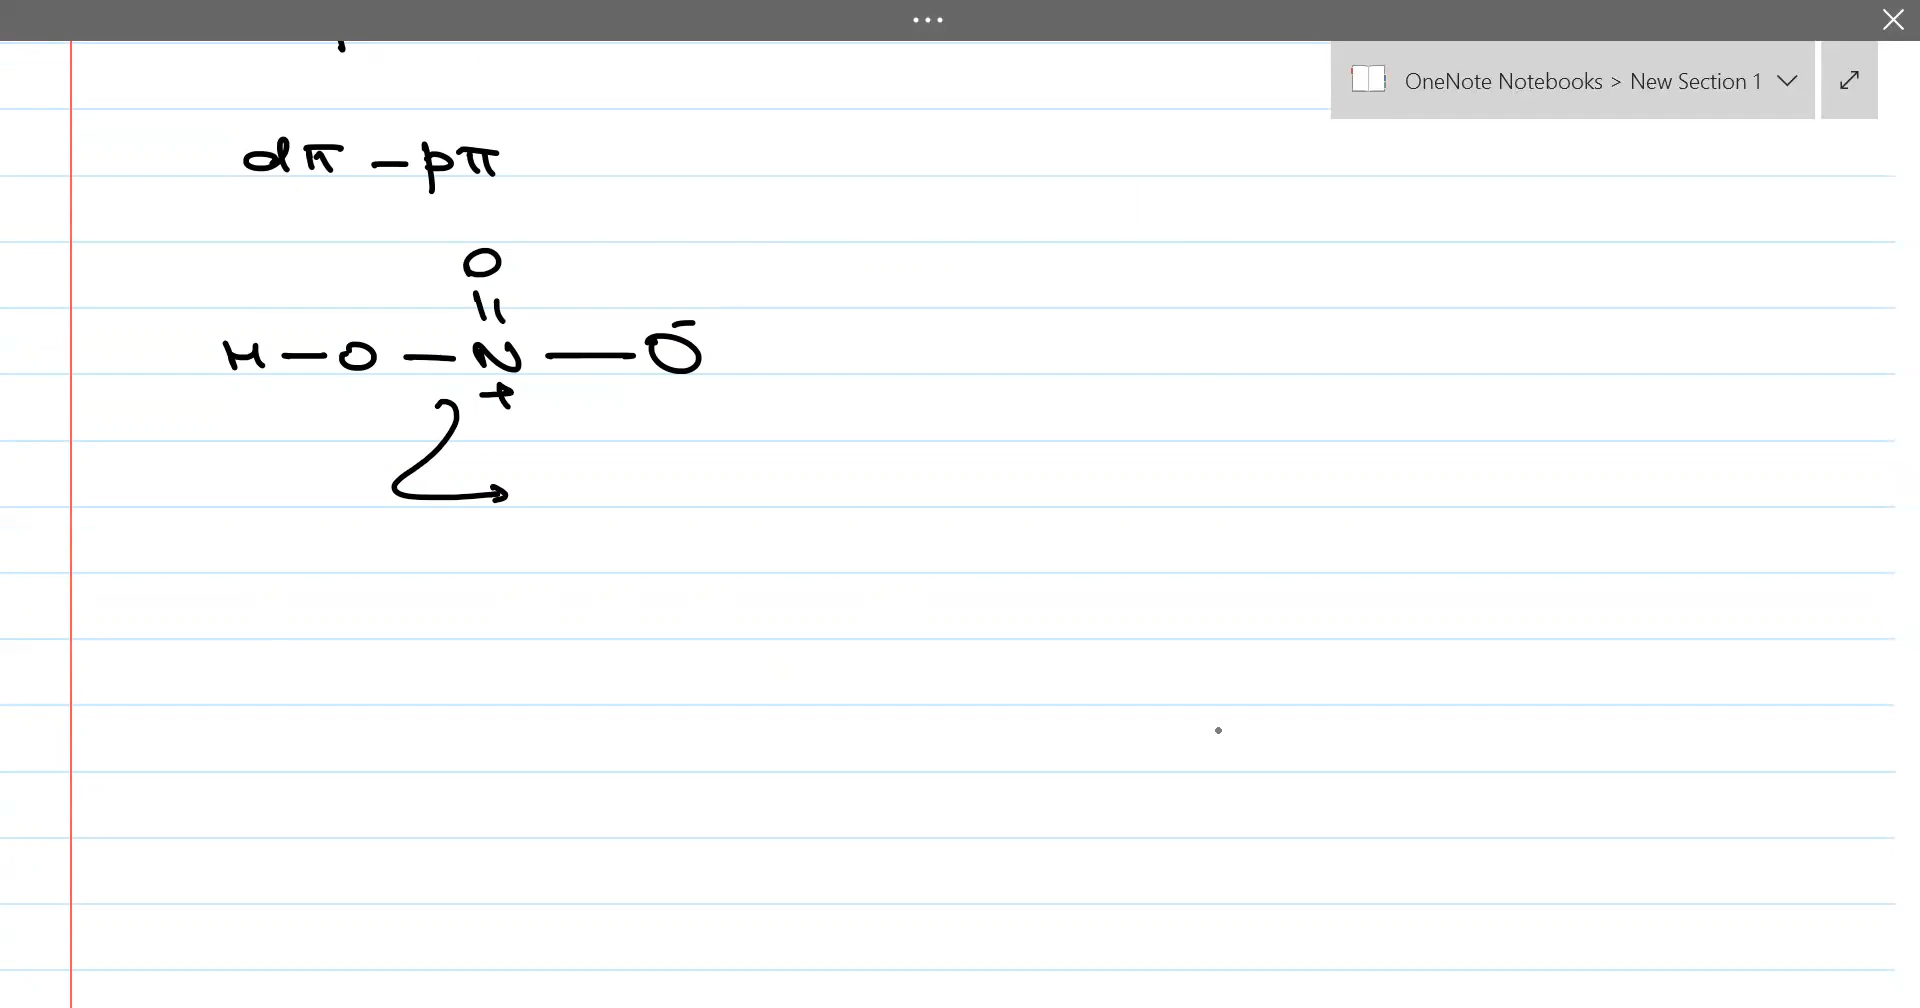 OneNote Notebooks > New Section 1
dπ – pπ
O
||
H – O – N – O
–
+